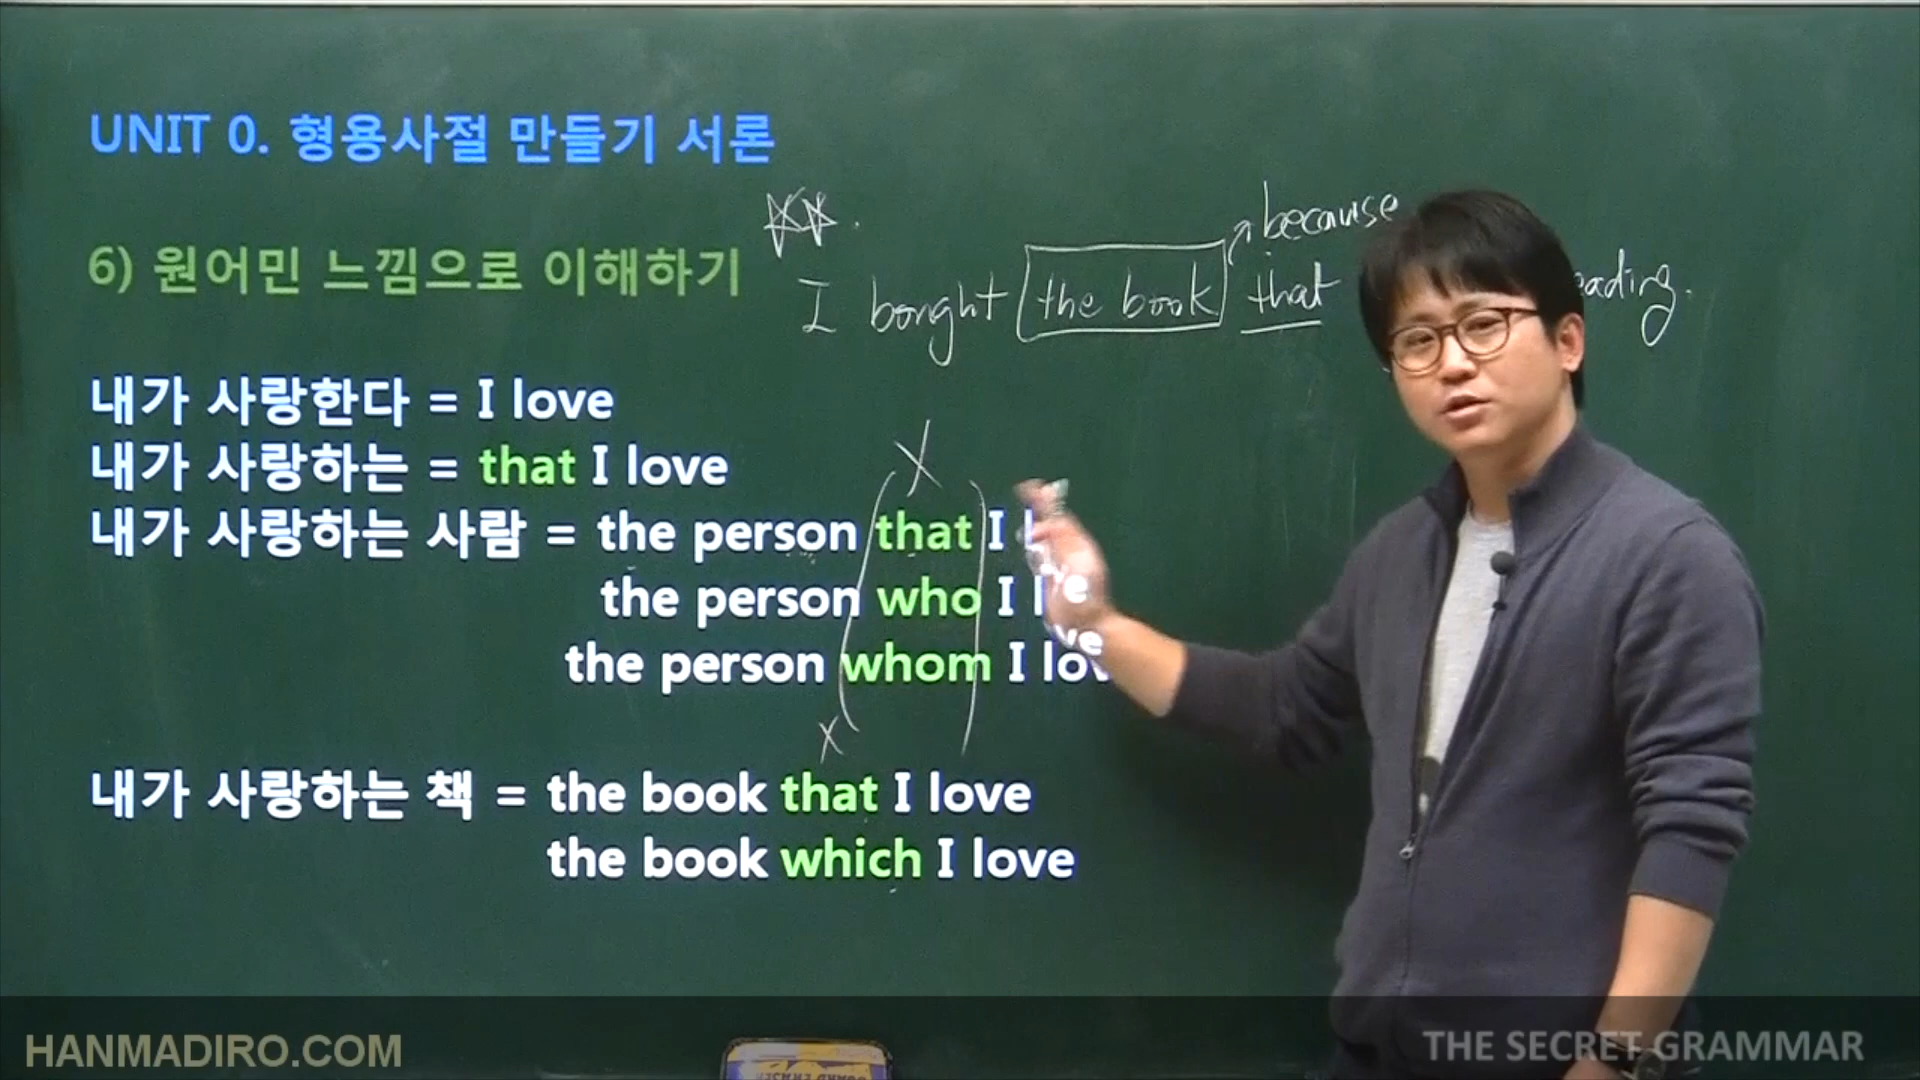 UNIT 0. 형용사절 만들기 서론
because
6) 원어민 느낌으로 이해하기
I bought the book that eading.
내가 사랑한다 = I love
내가 사랑하는 = that I love
X
내가 사랑하는 사람 = the person that I
the person who I
the person whom I lov
X
내가 사랑하는 책 = the book that I love
the book which I love
HANMADIRO.COM
THE SECRET GRAMMAR